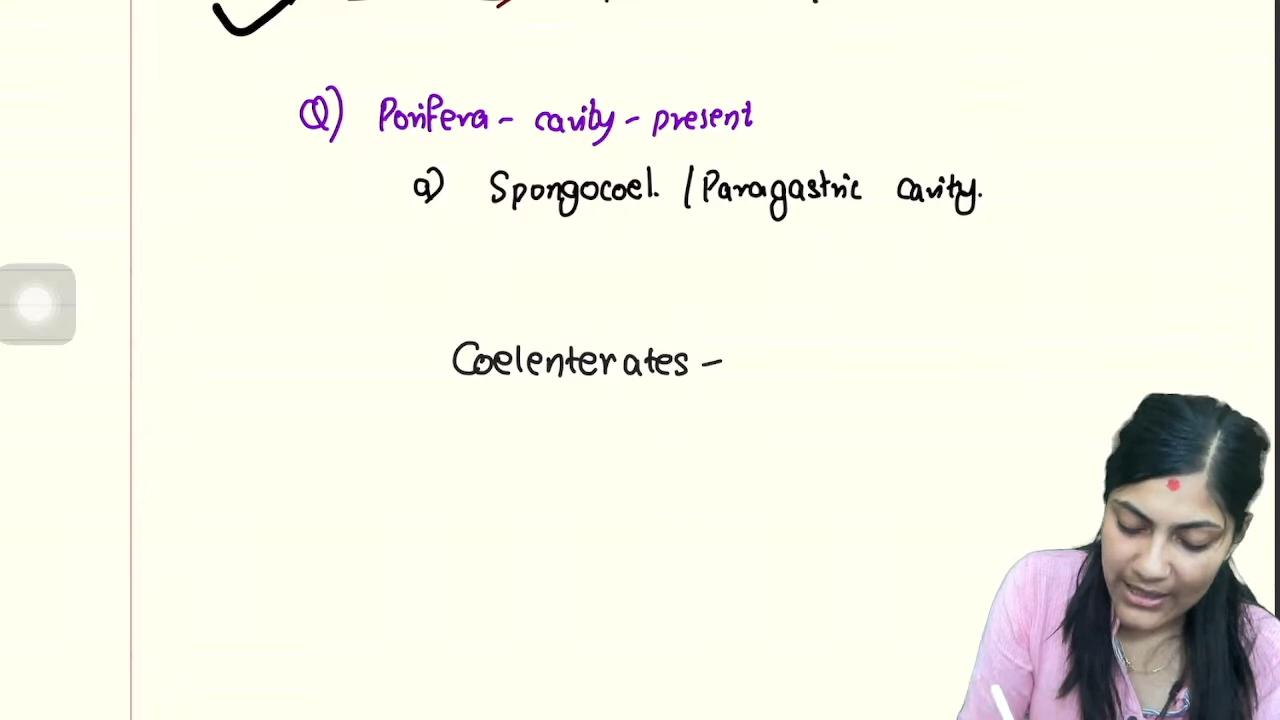 Q) Porifera - cavity - present
a) Spongocoel. / Paragastric cavity.
Coelenterates -